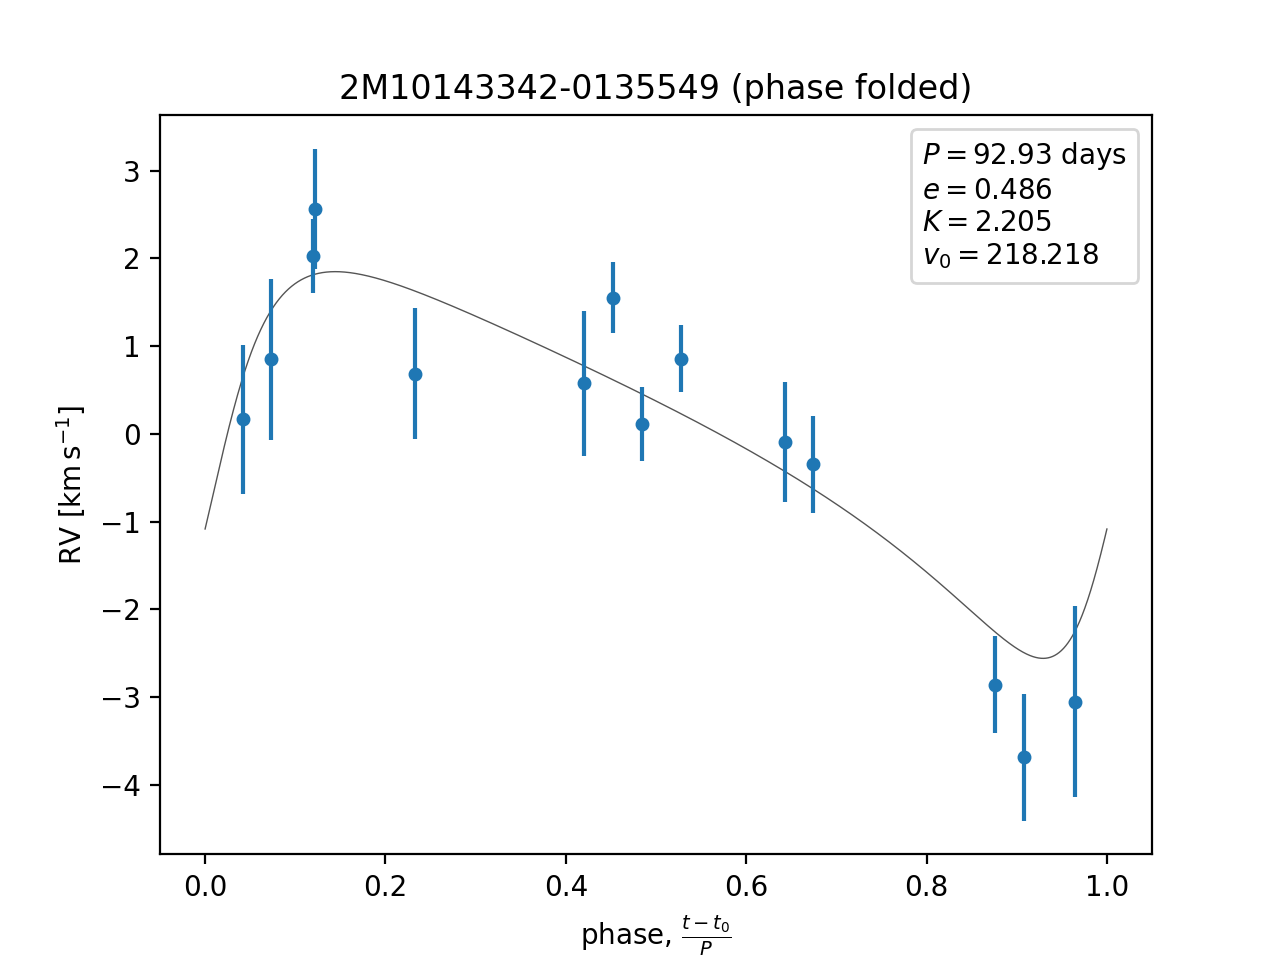 2M10143342-0135549 (phase folded)
P = 92.93 days
e = 0.486
K = 2.205
v₀ = 218.218
3
2
1
0
−1
−2
−3
−4
RV [km s⁻¹]
0.0 0.2 0.4 0.6 0.8 1.0
phase, (t − t₀)/P